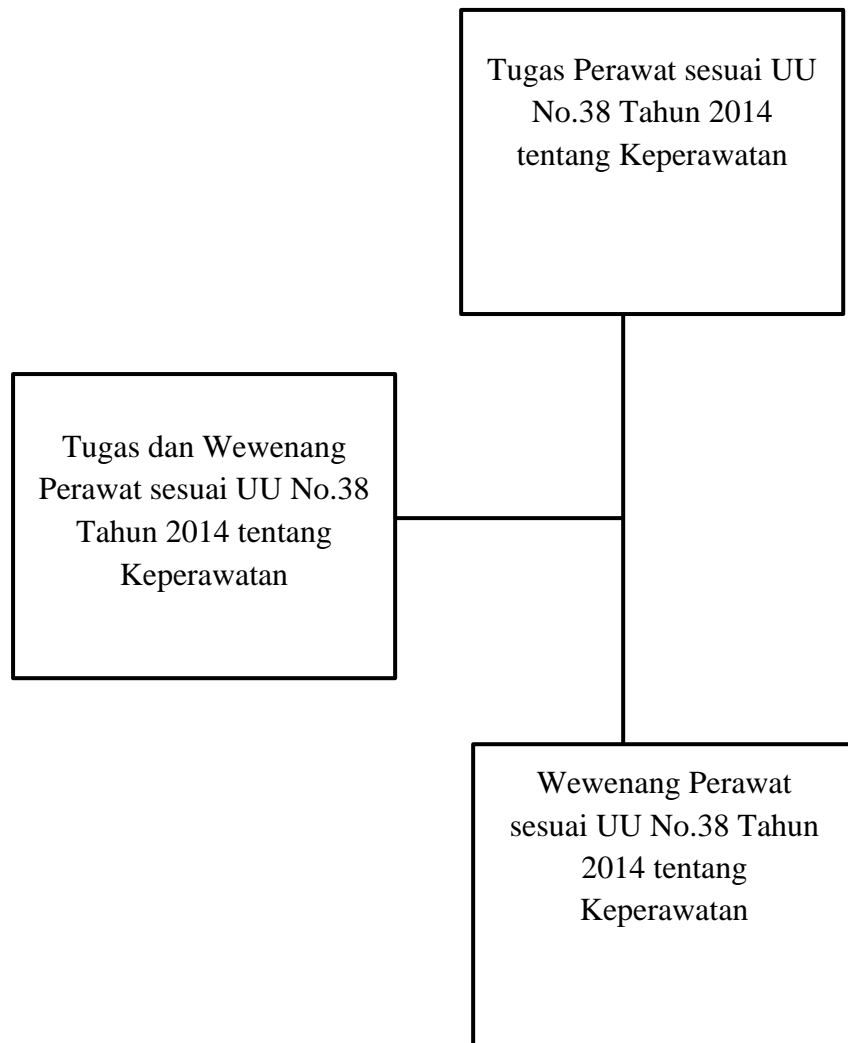 Tugas Perawat sesuai UU
No.38 Tahun 2014
tentang Keperawatan
Tugas dan Wewenang
Perawat sesuai UU No.38
Tahun 2014 tentang
Keperawatan
Wewenang Perawat
sesuai UU No.38 Tahun
2014 tentang
Keperawatan